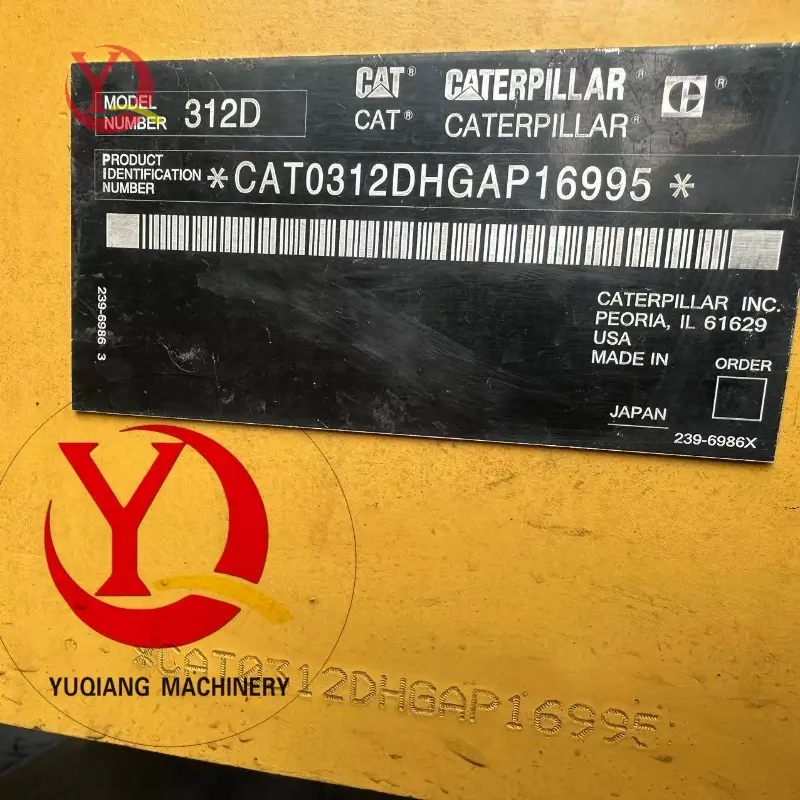 MODEL
NUMBER 312D
CAT® CATERPILLAR® ®
CAT® CATERPILLAR®
PRODUCT
IDENTIFICATION
NUMBER *CAT0312DHGAP16995*
239-6986 3
CATERPILLAR INC.
PEORIA, IL 61629
USA
MADE IN
ORDER
JAPAN
239-6986X
Y
YUQIANG MACHINERY
*CAT0312DHGAP16995